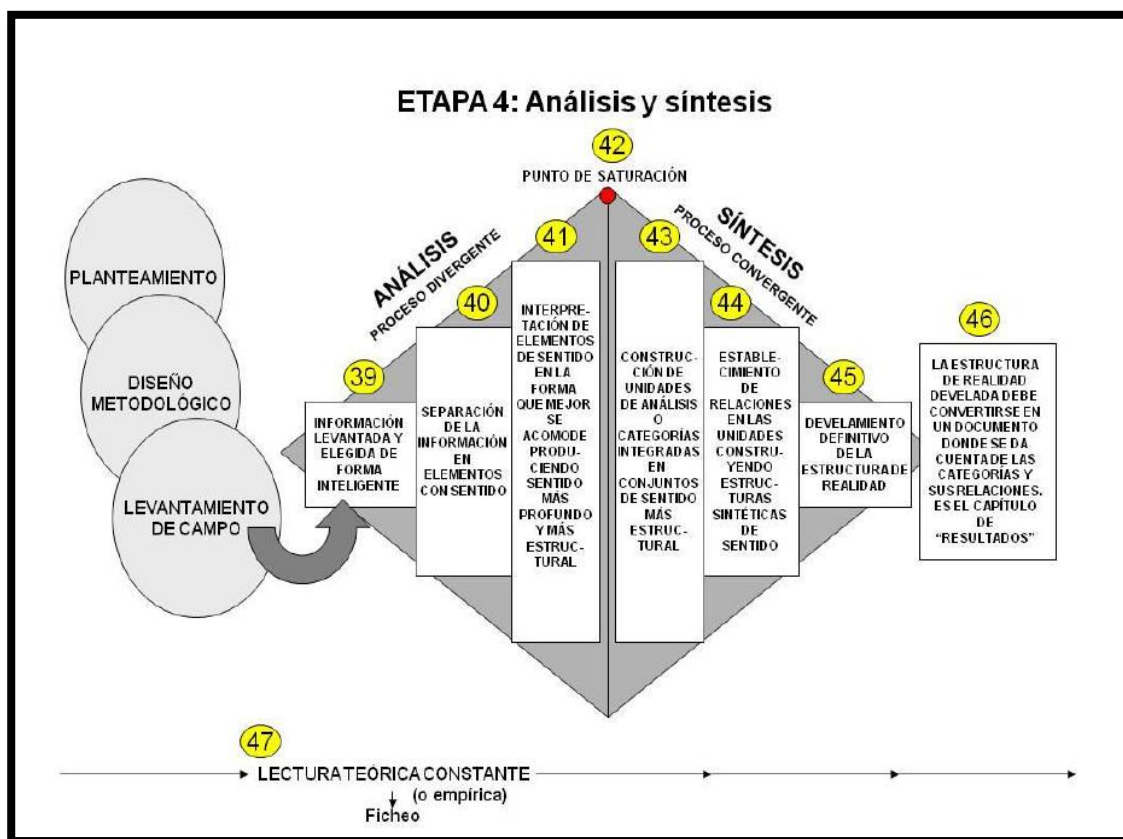 ETAPA 4: Análisis y síntesis
PLANTEAMIENTO
DISEÑO
METODOLÓGICO
LEVANTAMIENTO
DE CAMPO
ANÁLISIS
PROCESO DIVERGENTE
39
INFORMACIÓN
LEVANTADA Y
ELEGIDA DE
FORMA
INTELIGENTE
40
SEPARACIÓN
DE LA
INFORMACIÓN
EN
ELEMENTOS
CON SENTIDO
41
INTERPRE-
TACIÓN DE
ELEMENTOS
DE SENTIDO
EN LA
FORMA
QUE MEJOR
SE
ACOMODE
PRODU-
CIENDO
SENTIDO
MÁS
PROFUNDO
Y MÁS
ESTRUC-
TURAL
42
PUNTO DE SATURACIÓN
SÍNTESIS
PROCESO CONVERGENTE
43
CONSTRUC-
CIÓN DE
UNIDADES
DE ANÁLISIS
O
CATEGORÍAS
INTEGRADAS
EN
CONJUNTOS
DE SENTIDO
MÁS
ESTRUC-
TURAL
44
ESTABLE-
CIMIENTO
DE
RELACIONES
EN LAS
UNIDADES
CONSTRU-
YENDO
ESTRUC-
TURAS
SINTÉTICAS
DE
SENTIDO
45
DEVELAMIENTO
DEFINITIVO
DE LA
ESTRUCTURA DE
REALIDAD
46
LA ESTRUCTURA
DE REALIDAD
DEVELADA DEBE
CONVERTIRSE EN
UN DOCUMENTO
DONDE SE DA
CUENTA DE LAS
CATEGORÍAS Y
SUS RELACIONES.
ES EL CAPÍTULO
DE
“RESULTADOS”
47
LECTURA TEÓRICA CONSTANTE
(o empírica)
Ficheo